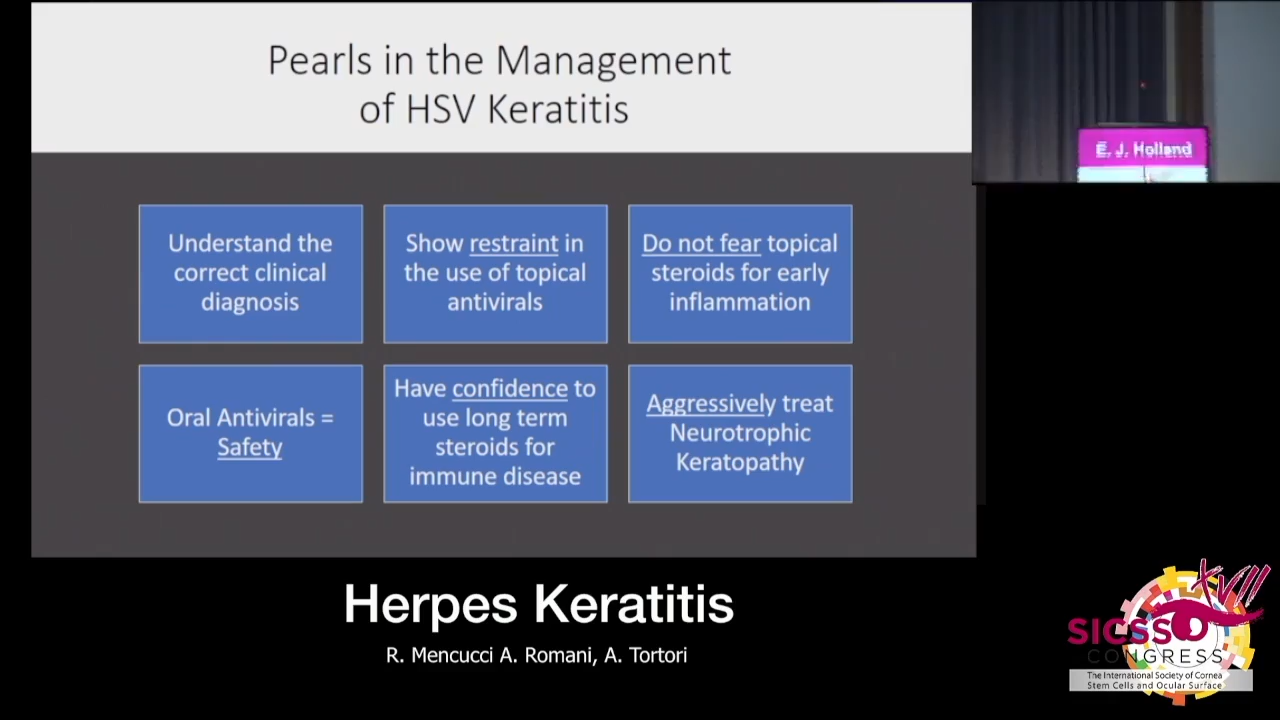 Pearls in the Management
of HSV Keratitis
E. J. Holland
Understand the
correct clinical
diagnosis
Show restraint in
the use of topical
antivirals
Do not fear topical
steroids for early
inflammation
Oral Antivirals =
Safety
Have confidence to
use long term
steroids for
immune disease
Aggressively treat
Neurotrophic
Keratopathy
Herpes Keratitis
R. Mencucci A. Romani, A. Tortori
XVII
SICSSO
CONGRESS
The International Society of Cornea
Stem Cells and Ocular Surface